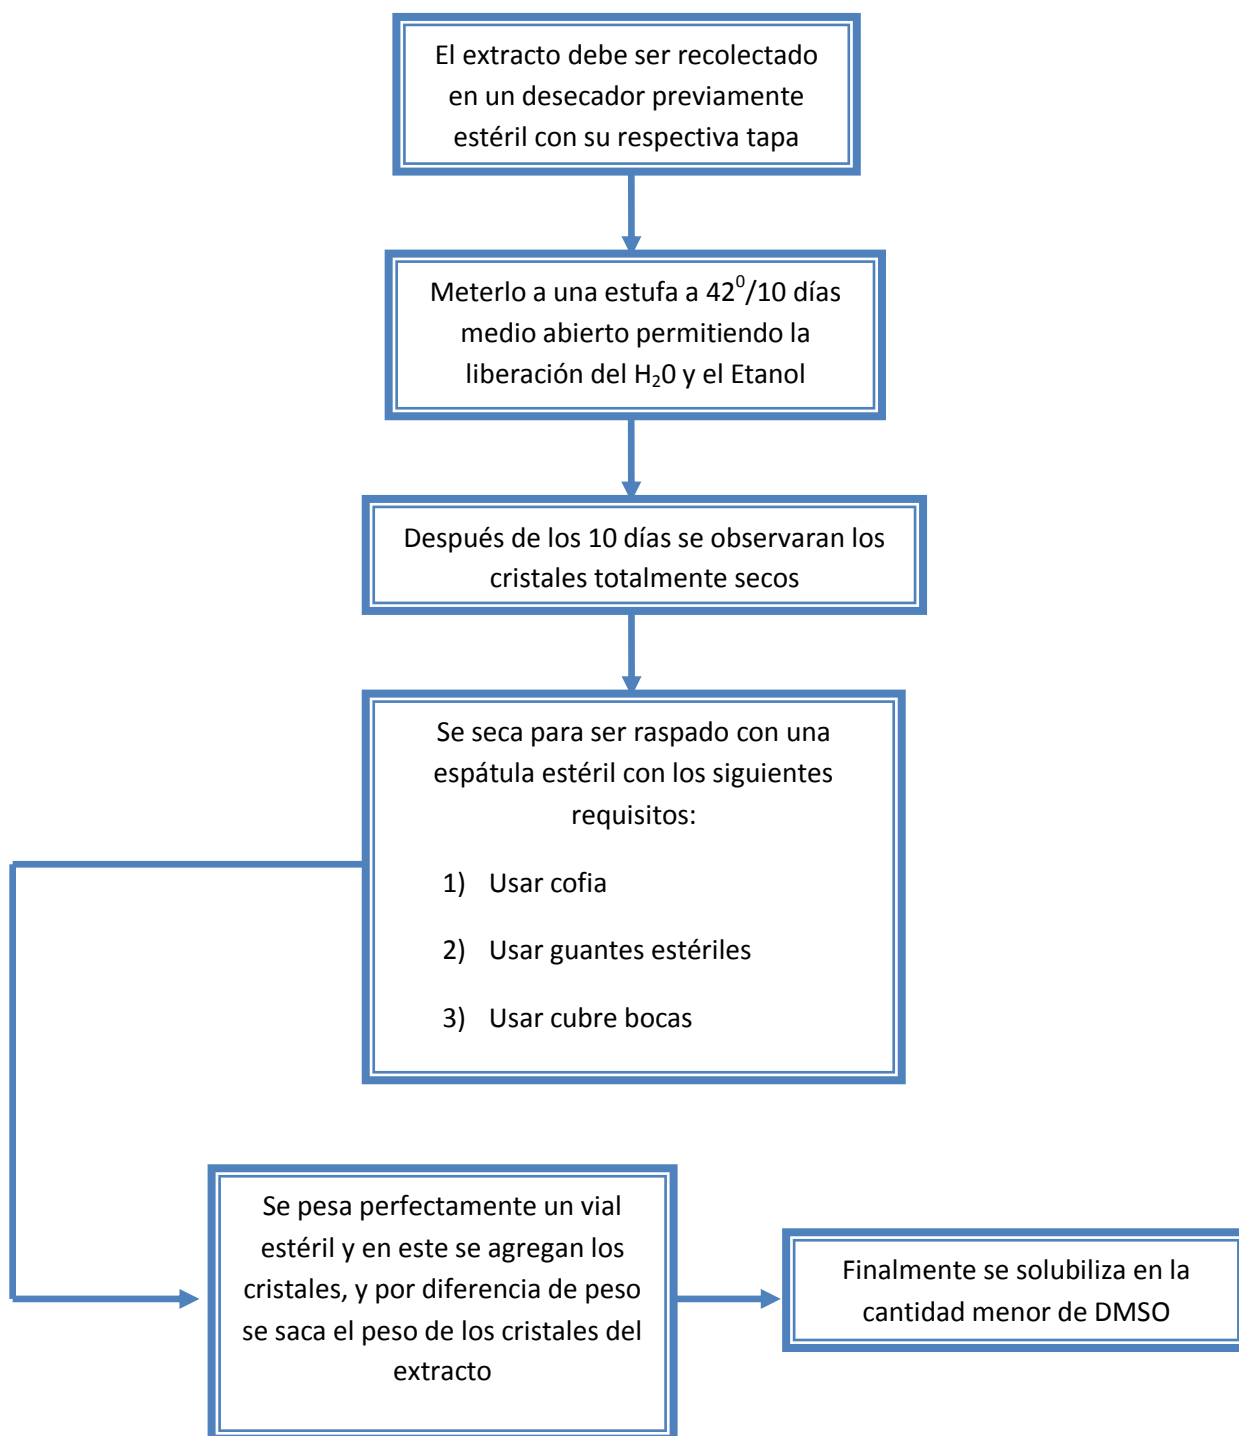 El extracto debe ser recolectado
en un desecador previamente
estéril con su respectiva tapa
Meterlo a una estufa a 42⁰/10 días
medio abierto permitiendo la
liberación del H₂0 y el Etanol
Después de los 10 días se observaran los
cristales totalmente secos
Se seca para ser raspado con una
espátula estéril con los siguientes
requisitos:
1) Usar cofia
2) Usar guantes estériles
3) Usar cubre bocas
Se pesa perfectamente un vial
estéril y en este se agregan los
cristales, y por diferencia de peso
se saca el peso de los cristales del
extracto
Finalmente se solubiliza en la
cantidad menor de DMSO